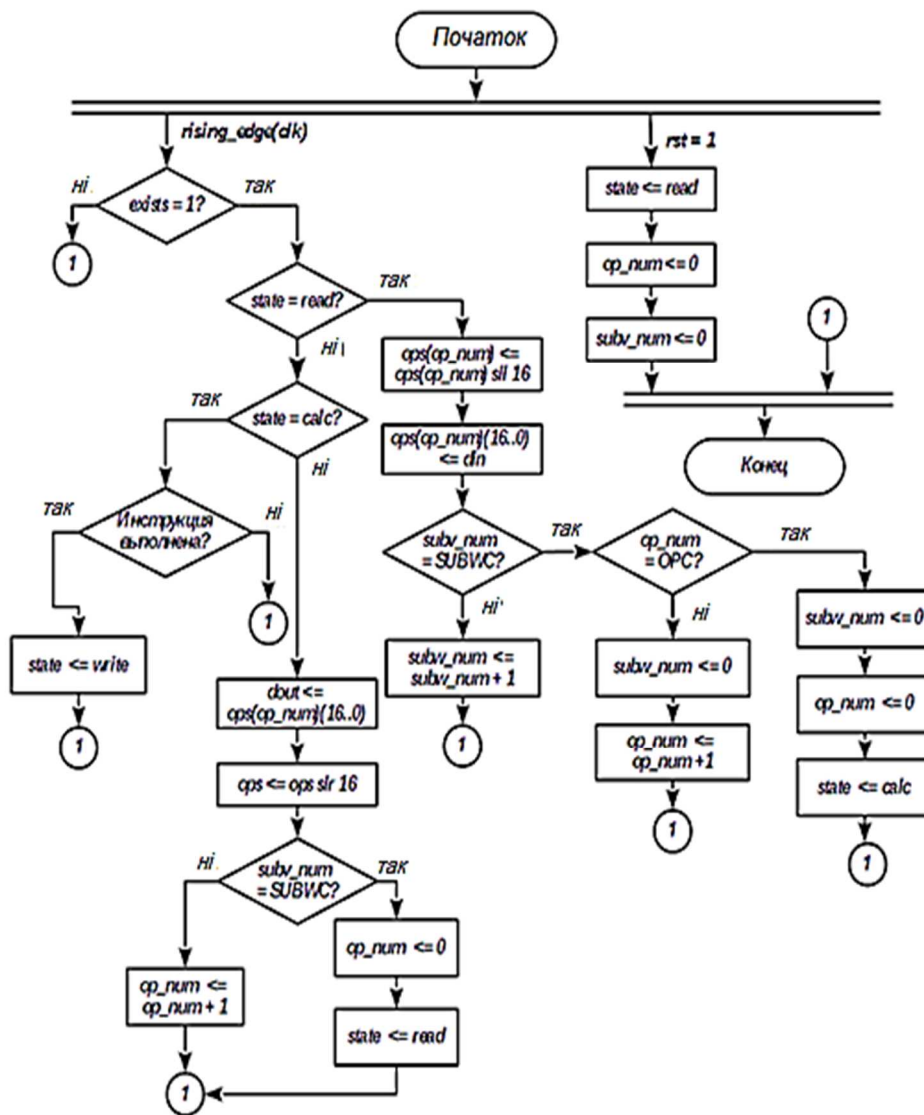 Початок
rising_edge(clk)
rst = 1
ні
exists = 1?
так
1
state <= read
op_num <= 0
subv_num <= 0
1
Конец
state = read?
так
ні
ops(op_num) <=
ops(op_num) sll 16
ops(op_num)(16..0)
<= din
так
state = calc?
ні
так
Инструкция
выполнена?
ні
1
state <= write
1
subv_num
= SUBWC?
так
ні
op_num
= OPC?
так
ні
subw_num <=
subw_num + 1
1
subw_num <= 0
op_num <=
op_num + 1
1
subw_num <= 0
op_num <= 0
state <= calc
1
dout <=
ops(op_num)(16..0)
ops <= ops slr 16
ні
subv_num
= SUBWC?
так
op_num <=
op_num + 1
op_num <= 0
state <= read
1